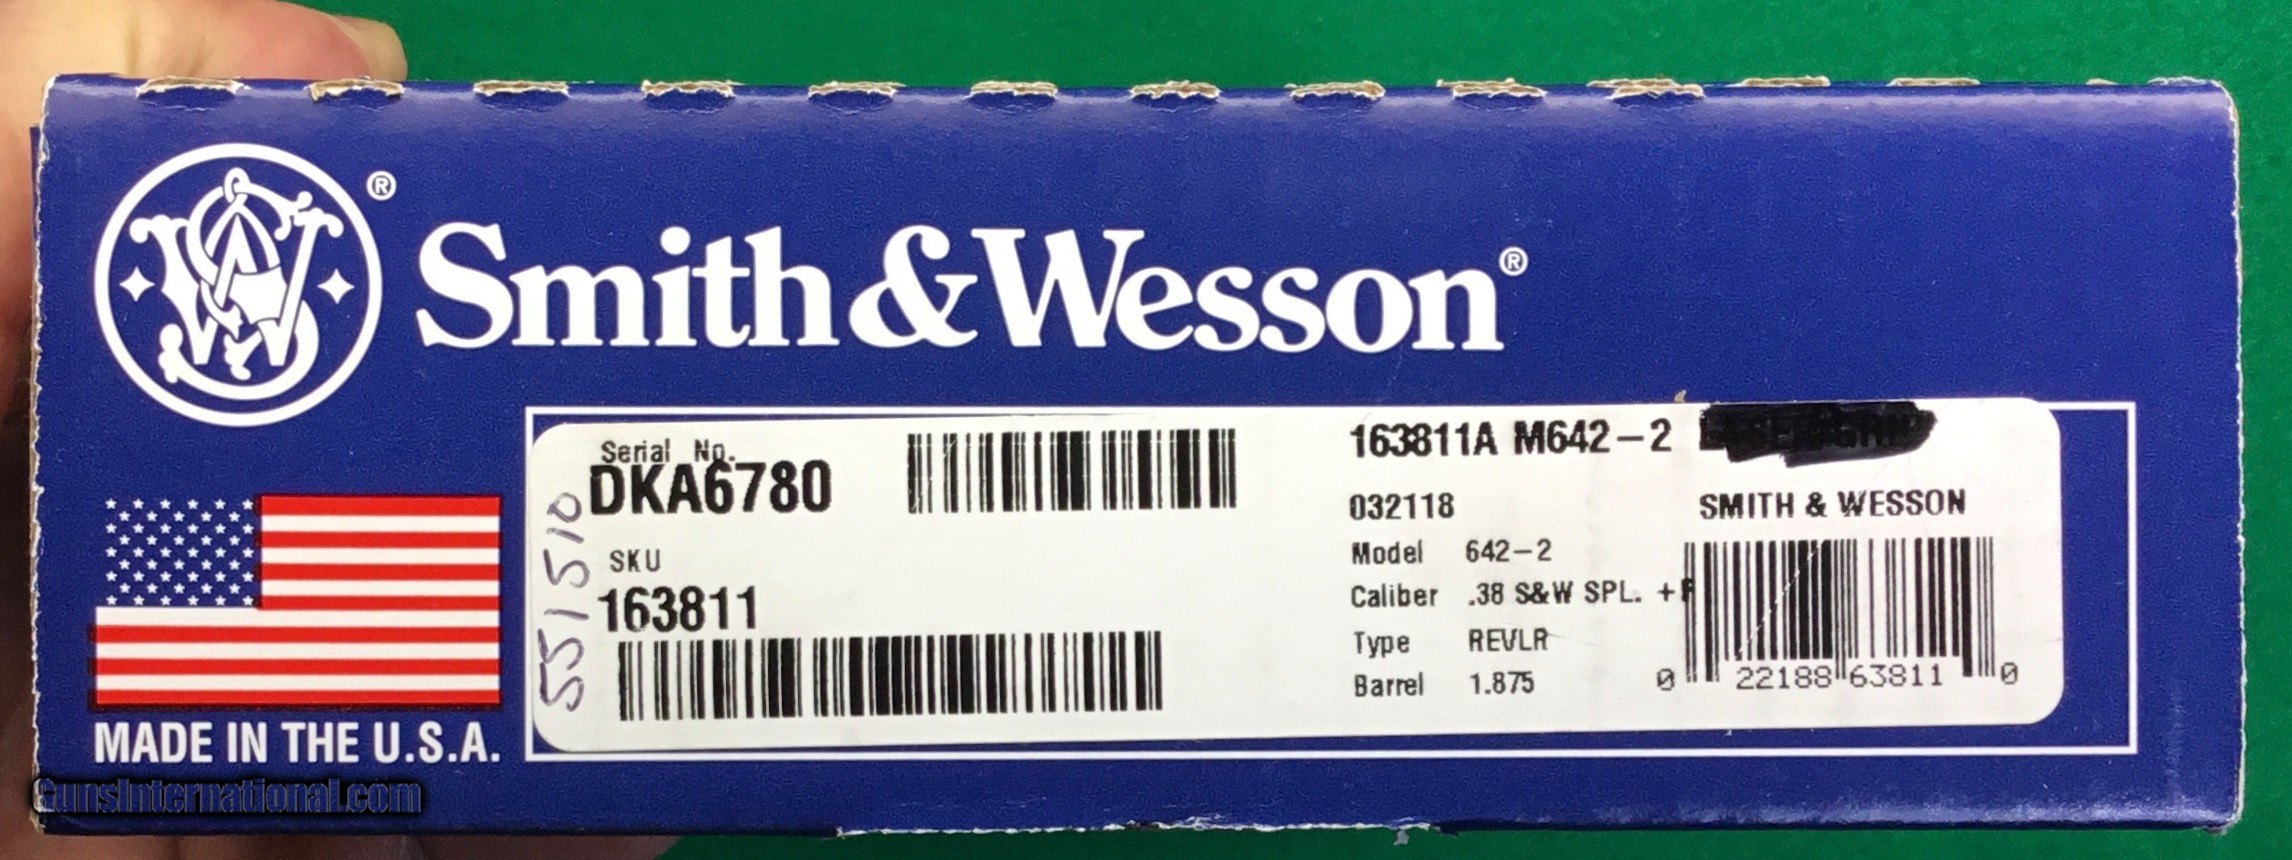 ®
Smith & Wesson®
Serial No.
DKA6780
163811A M642-2
032118
SMITH & WESSON
SKU
163811
Model 642-2
Caliber .38 S&W SPL. +P
Type REVLR
Barrel 1.875
0 22188 63811 0
551510
MADE IN THE U.S.A.
GunsInternational.com